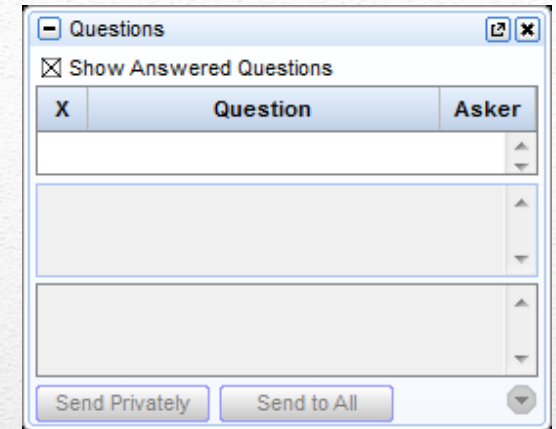 Questions
Show Answered Questions
X Question Asker
Send Privately Send to All